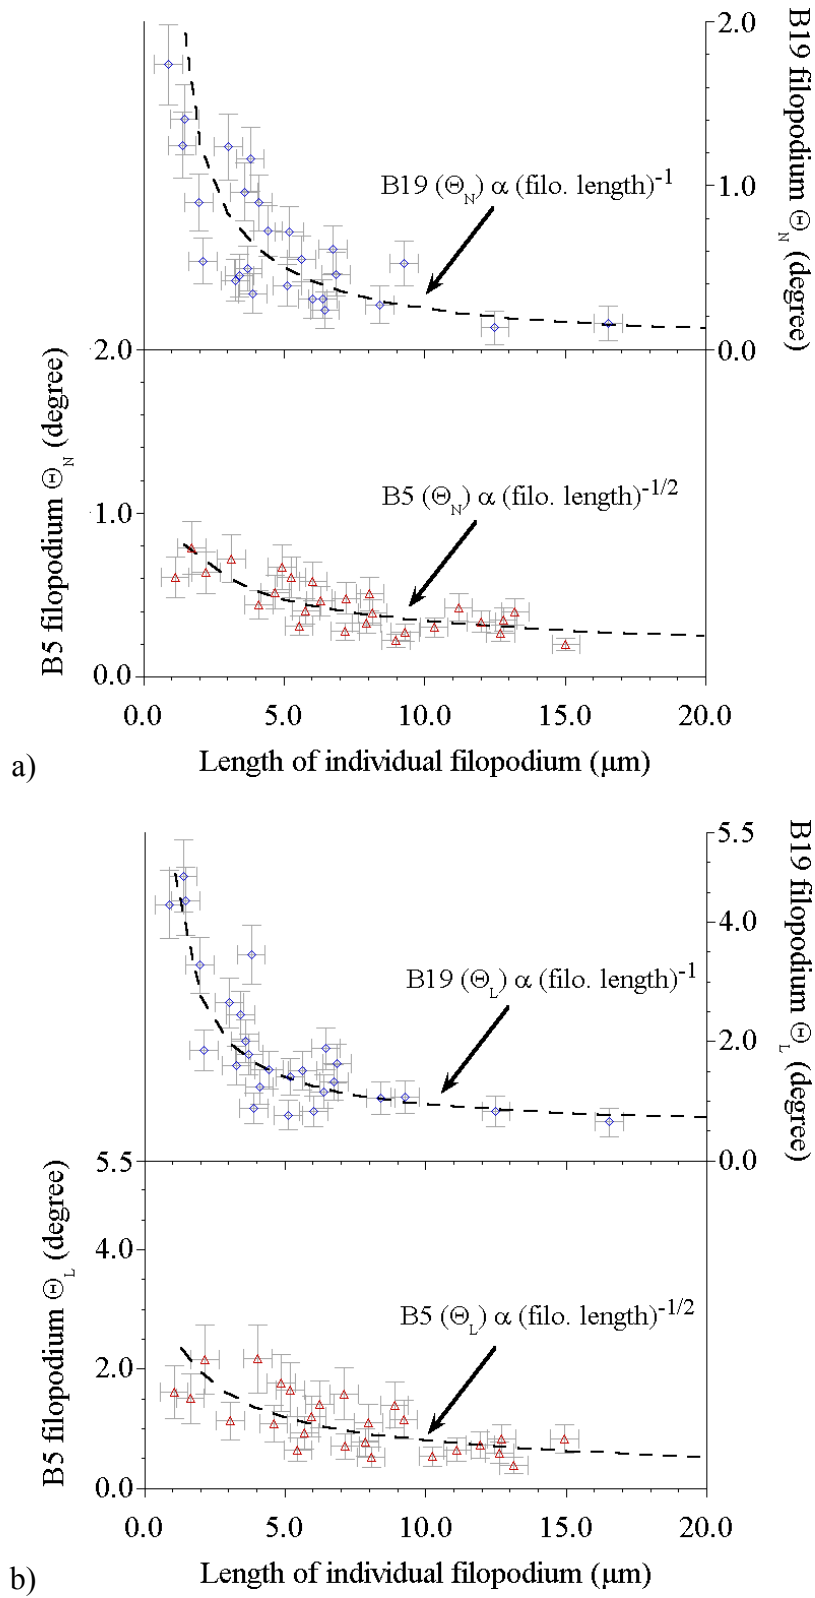 2.0
1.0
0.0
B19 filopodium Θ_N (degree)
B19 (Θ_N) α (filo. length)^-1
2.0
1.0
0.0
B5 filopodium Θ_N (degree)
B5 (Θ_N) α (filo. length)^-1/2
0.0 5.0 10.0 15.0 20.0
a) Length of individual filopodium (μm)
5.5
4.0
2.0
0.0
B19 filopodium Θ_L (degree)
B19 (Θ_L) α (filo. length)^-1
5.5
4.0
2.0
0.0
B5 filopodium Θ_L (degree)
B5 (Θ_L) α (filo. length)^-1/2
0.0 5.0 10.0 15.0 20.0
b) Length of individual filopodium (μm)